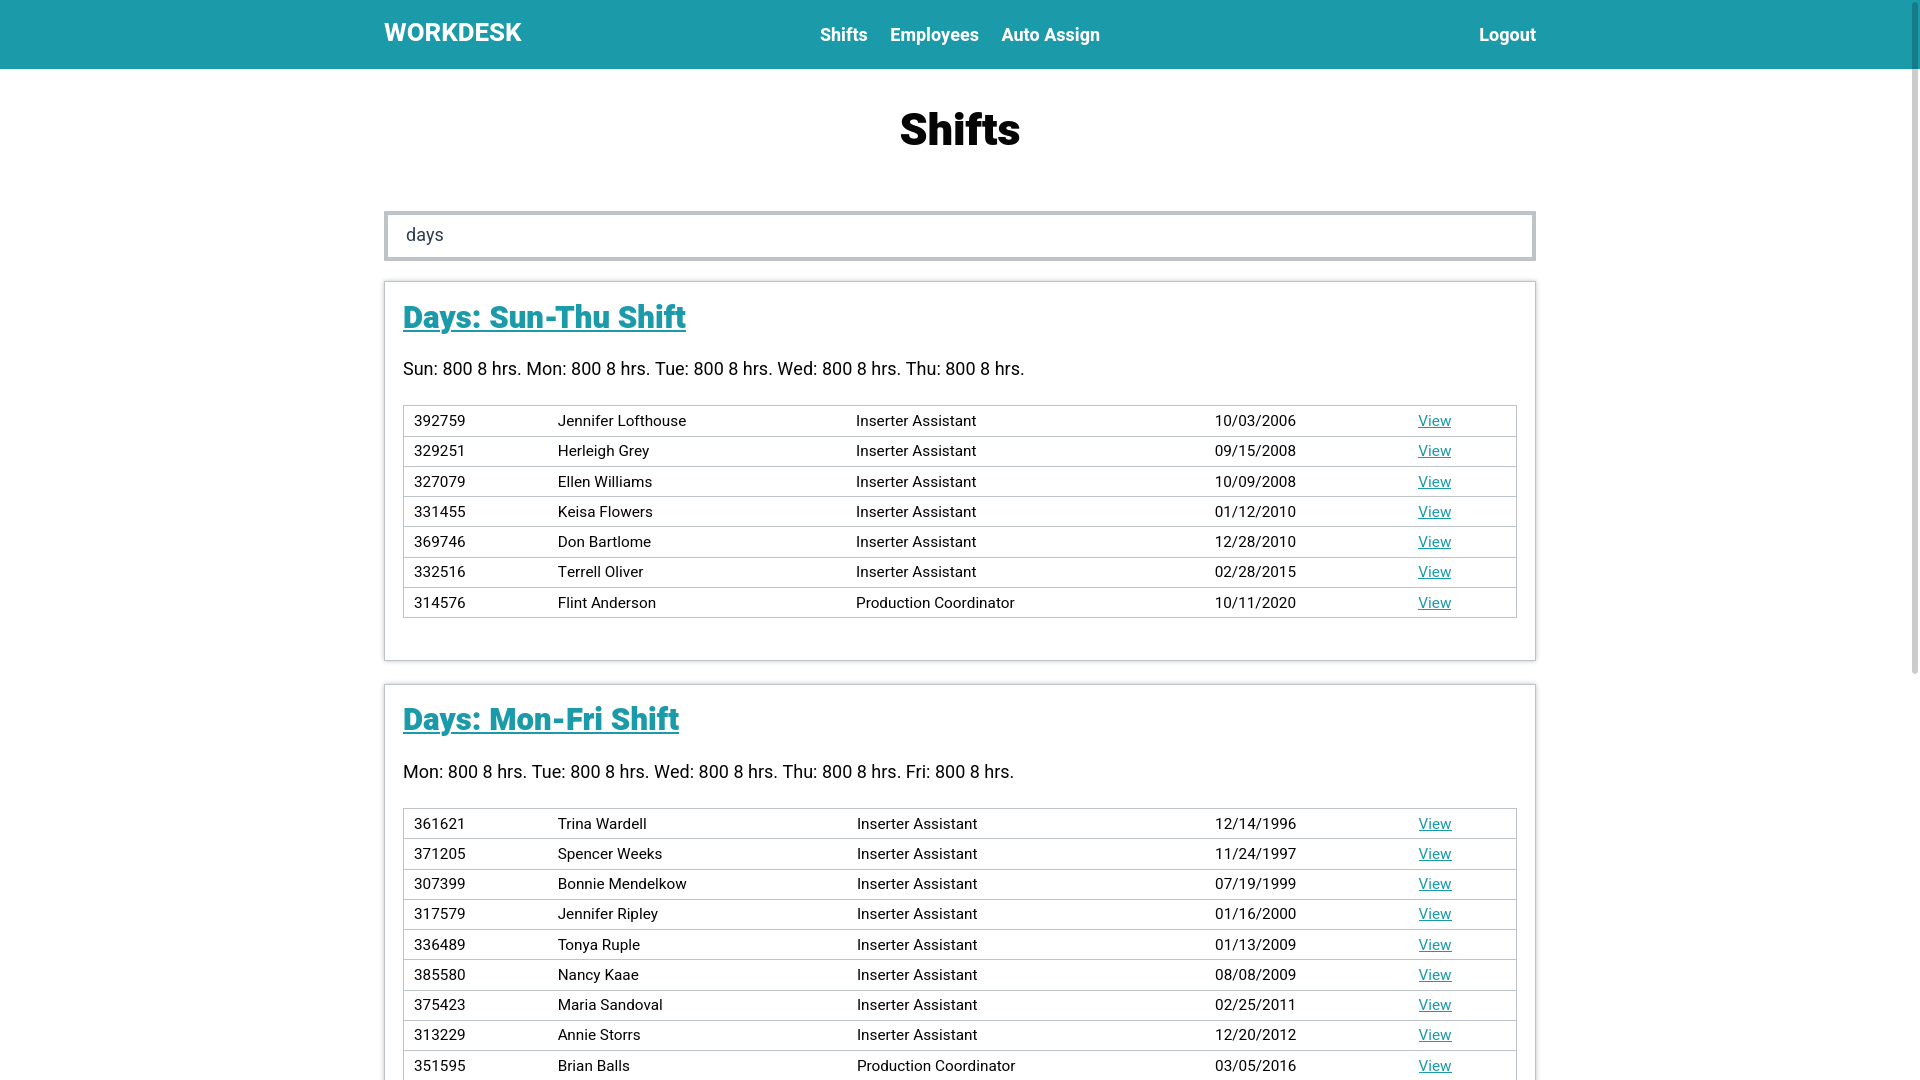 WORKDESK Shifts Employees Auto Assign Logout
Shifts
days
Days: Sun-Thu Shift
Sun: 800 8 hrs. Mon: 800 8 hrs. Tue: 800 8 hrs. Wed: 800 8 hrs. Thu: 800 8 hrs.
392759 Jennifer Lofthouse Inserter Assistant 10/03/2006 View
329251 Herleigh Grey Inserter Assistant 09/15/2008 View
327079 Ellen Williams Inserter Assistant 10/09/2008 View
331455 Keisa Flowers Inserter Assistant 01/12/2010 View
369746 Don Bartlome Inserter Assistant 12/28/2010 View
332516 Terrell Oliver Inserter Assistant 02/28/2015 View
314576 Flint Anderson Production Coordinator 10/11/2020 View
Days: Mon-Fri Shift
Mon: 800 8 hrs. Tue: 800 8 hrs. Wed: 800 8 hrs. Thu: 800 8 hrs. Fri: 800 8 hrs.
361621 Trina Wardell Inserter Assistant 12/14/1996 View
371205 Spencer Weeks Inserter Assistant 11/24/1997 View
307399 Bonnie Mendelkow Inserter Assistant 07/19/1999 View
317579 Jennifer Ripley Inserter Assistant 01/16/2000 View
336489 Tonya Ruple Inserter Assistant 01/13/2009 View
385580 Nancy Kaae Inserter Assistant 08/08/2009 View
375423 Maria Sandoval Inserter Assistant 02/25/2011 View
313229 Annie Storrs Inserter Assistant 12/20/2012 View
351595 Brian Balls Production Coordinator 03/05/2016 View